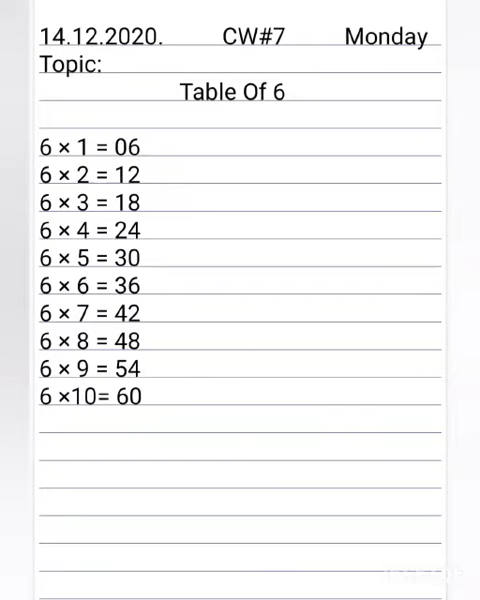 14.12.2020. CW#7 Monday
Topic:
Table Of 6
6 × 1 = 06
6 × 2 = 12
6 × 3 = 18
6 × 4 = 24
6 × 5 = 30
6 × 6 = 36
6 × 7 = 42
6 × 8 = 48
6 × 9 = 54
6 ×10= 60